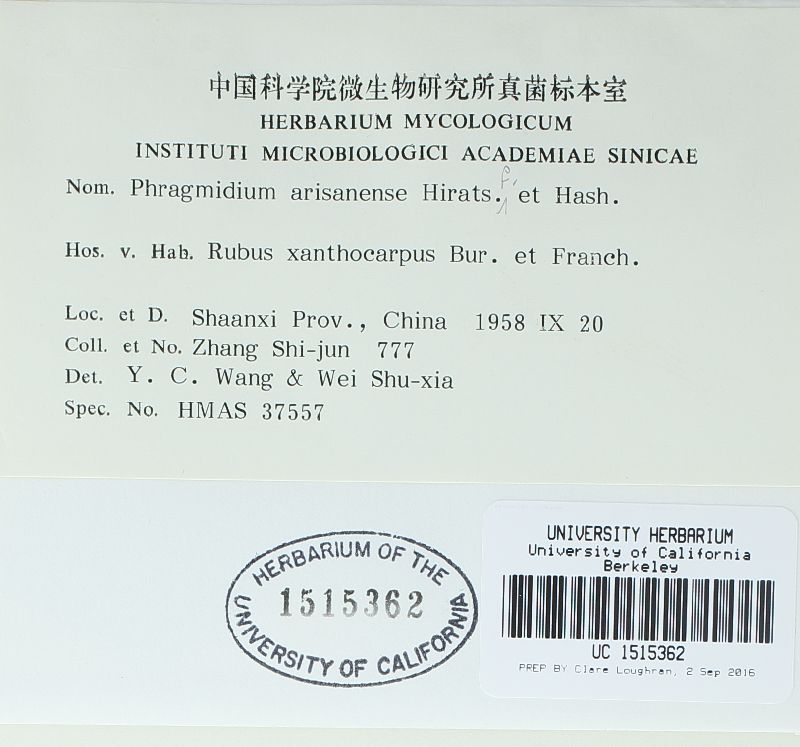 中国科学院微生物研究所真菌标本室
HERBARIUM MYCOLOGICUM
INSTITUTI MICROBIOLOGICI ACADEMIAE SINICAE
Nom. Phragmidium arisanense Hirats. f. et Hash.
Hos. v. Hab. Rubus xanthocarpus Bur. et Franch.
Loc. et D. Shaanxi Prov., China 1958 IX 20
Coll. et No. Zhang Shi-jun 777
Det. Y. C. Wang & Wei Shu-xia
Spec. No. HMAS 37557
HERBARIUM OF THE
1515362
UNIVERSITY OF CALIFORNIA
UNIVERSITY HERBARIUM
University of California
Berkeley
UC 1515362
PREP BY Clare Loughran, 2 Sep 2016